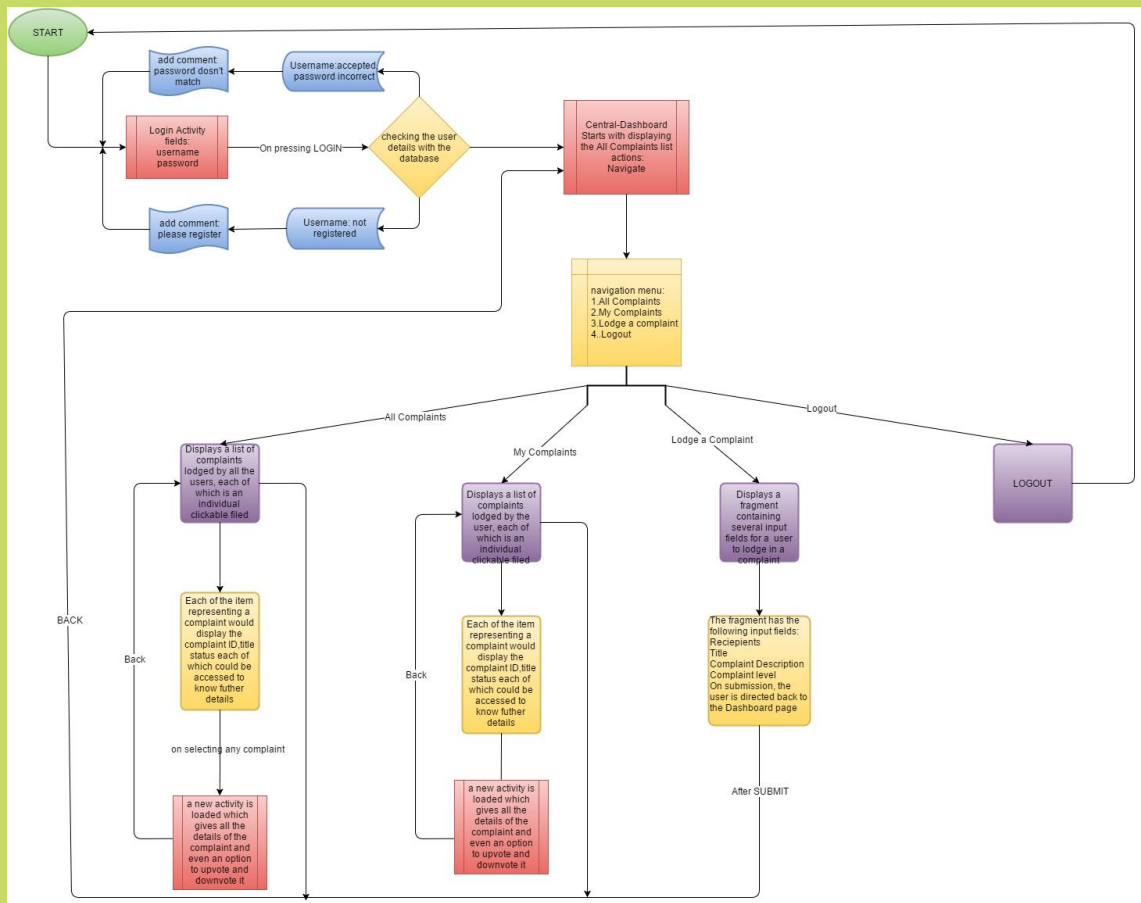 START
add comment:
password dosn't
match
Username:accepted,
password incorrect
Login Activity
fields:
username
password
On pressing LOGIN
checking the user
details with the
database
Central-Dashboard
Starts with displaying
the All Complaints list
actions:
Navigate
add comment:
please register
Username: not
registered
navigation menu:
1.All Complaints
2.My Complaints
3.Lodge a complaint
4..Logout
All Complaints
My Complaints
Lodge a Complaint
Logout
Displays a list of
complaints
lodged by all the
users, each of
which is an
individual
clickable filed
Displays a list of
complaints
lodged by the
user, each of
which is an
individual
clickable filed
Displays a
fragment
containing
several input
fields for a user
to lodge in a
complaint
LOGOUT
BACK
Back
Each of the item
representing a
complaint would
display the
complaint ID,title
status each of
which could be
accessed to
know futher
details
Back
Each of the item
representing a
complaint would
display the
complaint ID,title
status each of
which could be
accessed to
know futher
details
The fragment has the
following input fields:
Reciepients
Title
Complaint Description
Complaint level
On submission, the
user is directed back to
the Dashboard page
on selecting any complaint
After SUBMIT
a new activity is
loaded which
gives all the
details of the
complaint and
even an option
to upvote and
downvote it
a new activity is
loaded which
gives all the
details of the
complaint and
even an option
to upvote and
downvote it